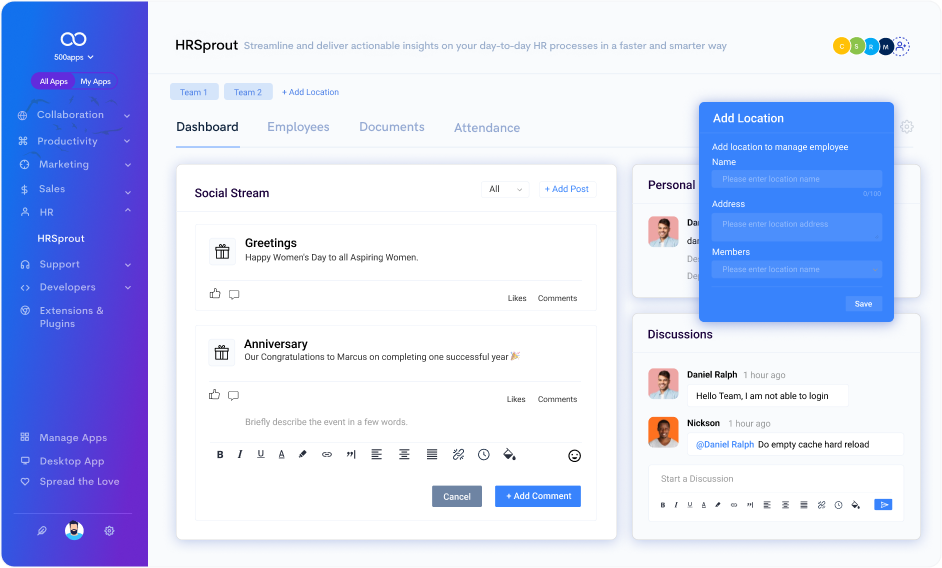 500apps
All Apps
My Apps
Collaboration
Productivity
Marketing
Sales
HR
HRSprout
Support
Developers
Extensions &
Plugins
Manage Apps
Desktop App
Spread the Love
HRSprout Streamline and deliver actionable insights on your day-to-day HR processes in a faster and smarter way
C S R M
Team 1 Team 2 + Add Location
Dashboard Employees Documents Attendance
Social Stream All + Add Post
Greetings
Happy Women's Day to all Aspiring Women.
Likes Comments
Anniversary
Our Congratulations to Marcus on completing one successful year
Likes Comments
Briefly describe the event in a few words.
B I U A
Cancel + Add Comment
Personal
Da
dar
Des
Dep
Add Location
Add location to manage employee
Name
Please enter location name
0/100
Address
Please enter location address
Members
Please enter location name
Save
Discussions
Daniel Ralph 1 hour ago
Hello Team, I am not able to login
Nickson 1 hour ago
@Daniel Ralph Do empty cache hard reload
Start a Discussion
B I U A